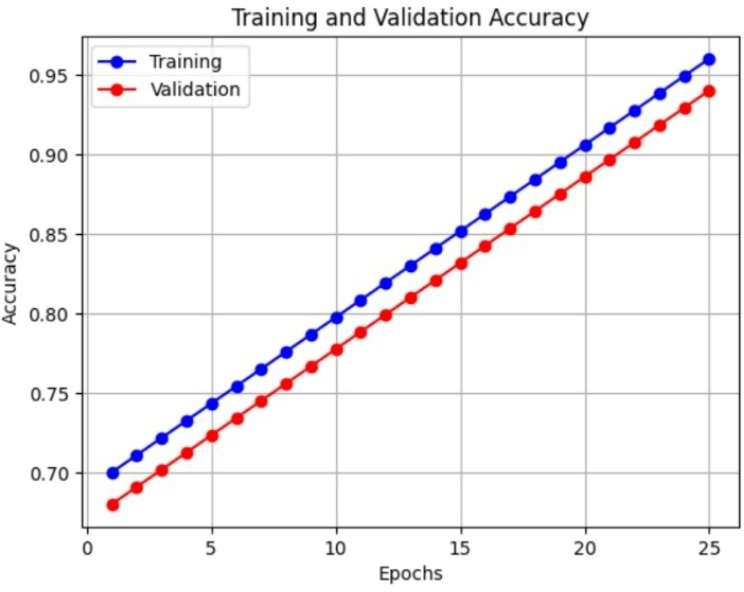 Training and Validation Accuracy
Training
Validation
0.95
0.90
0.85
0.80
0.75
0.70
Accuracy
0 5 10 15 20 25
Epochs